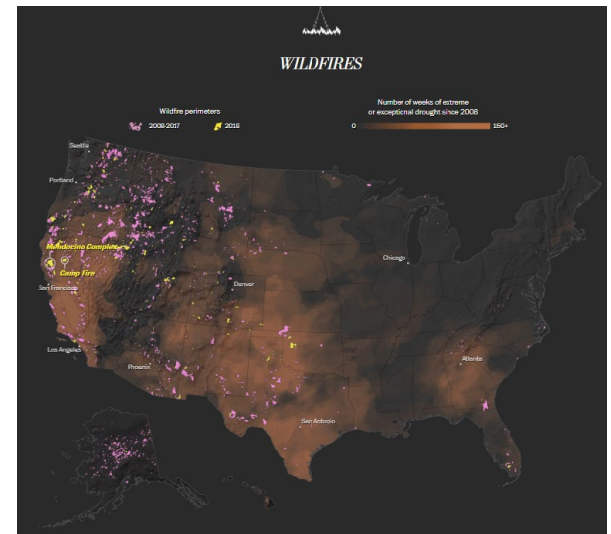 WILDFIRES
Wildfire perimeters
2008-2017
2018
Number of weeks of extreme
or exceptional drought since 2008
0
150+
Seattle
Portland
Mendocino Complex
Camp Fire
San Francisco
Los Angeles
Phoenix
Denver
Chicago
Atlanta
San Antonio